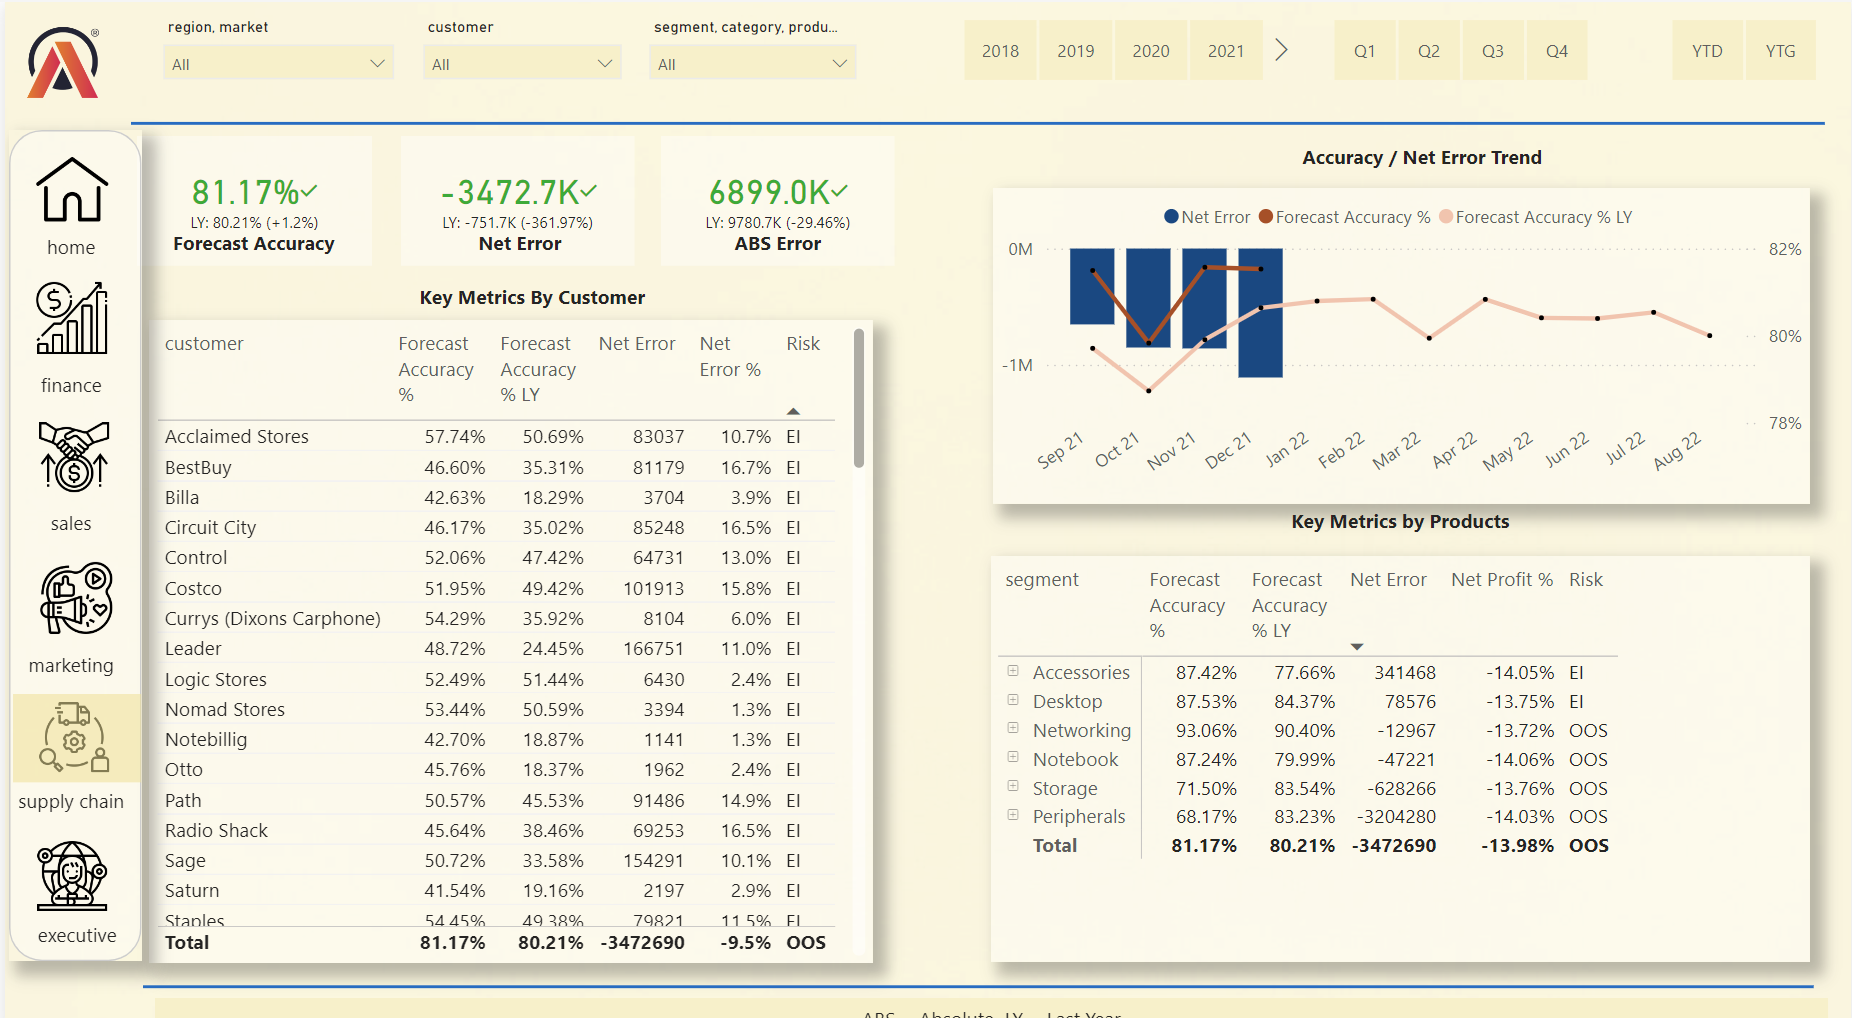 region, market
customer
segment, category, produ...
All
All
All
2018 2019 2020 2021
Q1 Q2 Q3 Q4
YTD YTG
®
home
finance
sales
marketing
supply chain
executive
81.17%
LY: 80.21% (+1.2%)
Forecast Accuracy
-3472.7K
LY: -751.7K (-361.97%)
Net Error
6899.0K
LY: 9780.7K (-29.46%)
ABS Error
Key Metrics By Customer
customer Forecast Accuracy % Forecast Accuracy % LY Net Error Net Error % Risk
Acclaimed Stores 57.74% 50.69% 83037 10.7% EI
BestBuy 46.60% 35.31% 81179 16.7% EI
Billa 42.63% 18.29% 3704 3.9% EI
Circuit City 46.17% 35.02% 85248 16.5% EI
Control 52.06% 47.42% 64731 13.0% EI
Costco 51.95% 49.42% 101913 15.8% EI
Currys (Dixons Carphone) 54.29% 35.92% 8104 6.0% EI
Leader 48.72% 24.45% 166751 11.0% EI
Logic Stores 52.49% 51.44% 6430 2.4% EI
Nomad Stores 53.44% 50.59% 3394 1.3% EI
Notebillig 42.70% 18.87% 1141 1.3% EI
Otto 45.76% 18.37% 1962 2.4% EI
Path 50.57% 45.53% 91486 14.9% EI
Radio Shack 45.64% 38.46% 69253 16.5% EI
Sage 50.72% 33.58% 154291 10.1% EI
Saturn 41.54% 19.16% 2197 2.9% EI
Staples 54.45% 49.38% 79821 11.5% EI
Total 81.17% 80.21% -3472690 -9.5% OOS
Accuracy / Net Error Trend
Net Error Forecast Accuracy % Forecast Accuracy % LY
0M
-1M
82%
80%
78%
Sep 21 Oct 21 Nov 21 Dec 21 Jan 22 Feb 22 Mar 22 Apr 22 May 22 Jun 22 Jul 22 Aug 22
Key Metrics by Products
segment Forecast Accuracy % Forecast Accuracy % LY Net Error Net Profit % Risk
Accessories 87.42% 77.66% 341468 -14.05% EI
Desktop 87.53% 84.37% 78576 -13.75% EI
Networking 93.06% 90.40% -12967 -13.72% OOS
Notebook 87.24% 79.99% -47221 -14.06% OOS
Storage 71.50% 83.54% -628266 -13.76% OOS
Peripherals 68.17% 83.23% -3204280 -14.03% OOS
Total 81.17% 80.21% -3472690 -13.98% OOS